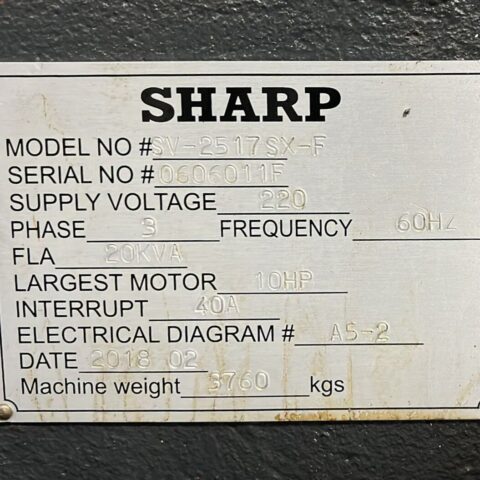 SHARP
MODEL NO # SV-2517SX-F
SERIAL NO # 0606011F
SUPPLY VOLTAGE 220
PHASE 3 FREQUENCY 60HZ
FLA 20KVA
LARGEST MOTOR 10HP
INTERRUPT 40A
ELECTRICAL DIAGRAM # A5-2
DATE 2018 02
Machine weight 3760 kgs